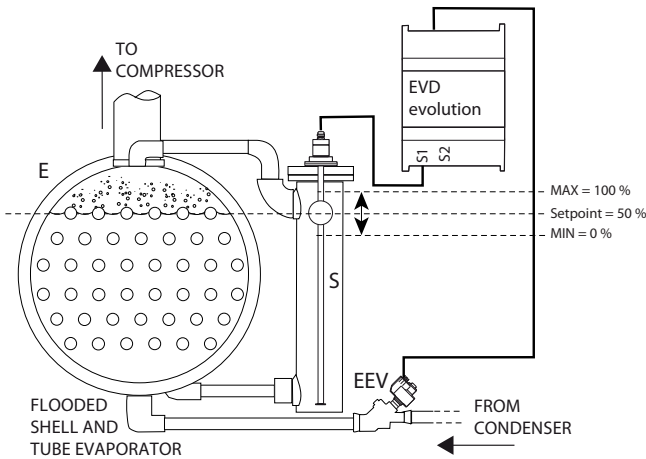 TO
COMPRESSOR
EVD
evolution
S1
S2
E
MAX = 100 %
Setpoint = 50 %
MIN = 0 %
S
EEV
FLOODED
SHELL AND
TUBE EVAPORATOR
FROM
CONDENSER